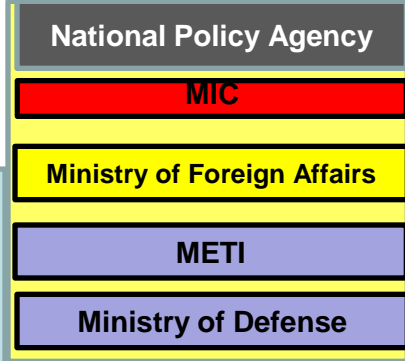 National Policy Agency
MIC
Ministry of Foreign Affairs
METI
Ministry of Defense